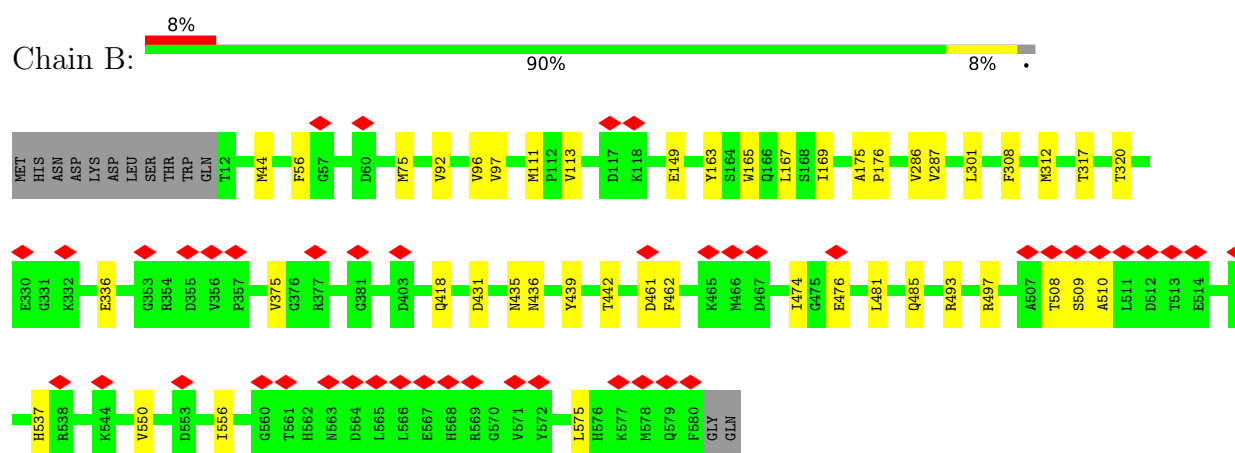 8%
Chain B:
90%
8%
•
MET HIS ASN ASP LYS ASP LEU SER THR TRP GLN T12 M44 F56 G57 D60 M75 V92 V96 V97 M111 P112 V113 D117 K118 E149 Y163 S164 W165 Q166 L167 S168 I169 A175 P176 V286 V287 L301 F308 M312 T317 T320
E330 G331 K332 E336 G353 R354 D355 V356 P357 V375 G376 R377 G381 D403 Q418 D431 N435 N436 Y439 T442 D461 F462 K465 M466 D467 I474 G475 E476 L481 Q485 R493 R497 A507 T508 S509 A510 L511 D512 T513 E514
H537 R538 K544 V550 D553 I556 G560 T561 H562 N563 D564 L565 L566 E567 H568 R569 G570 V571 Y572 L575 H576 K577 M578 Q579 F580 GLY GLN